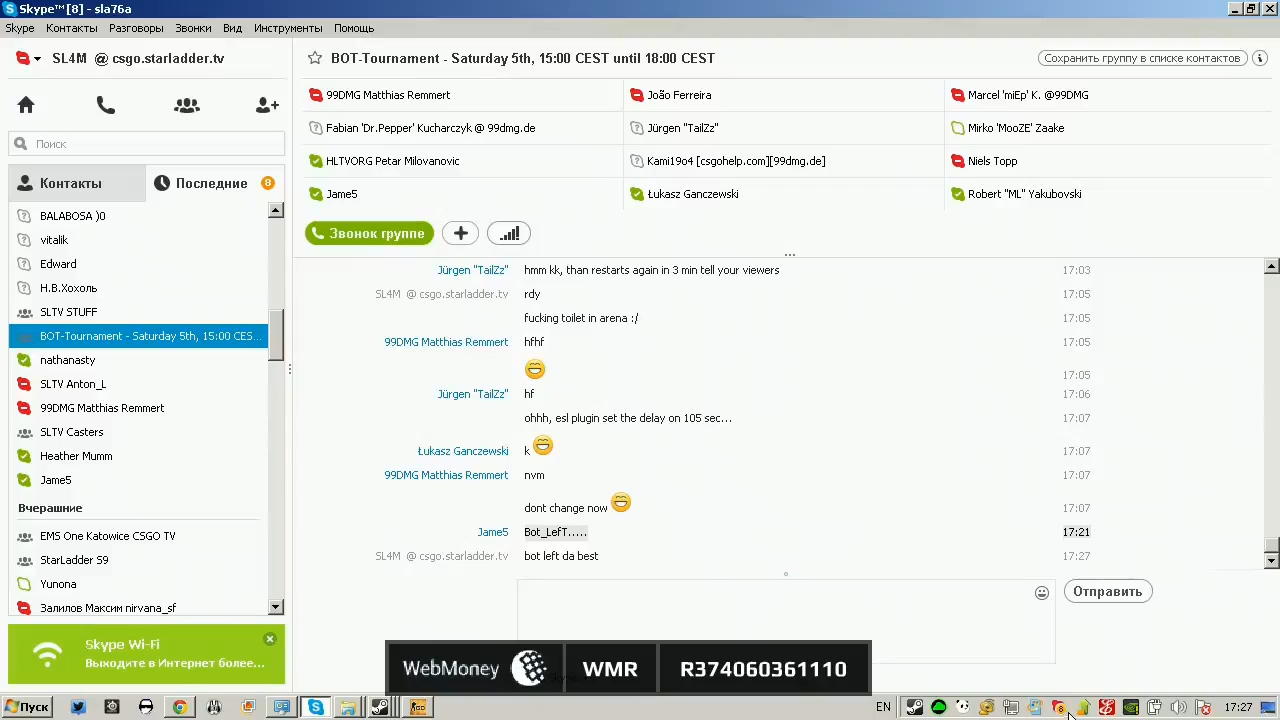 Skype™ [8] - sla76a
Skype Контакты Разговоры Звонки Вид Инструменты Помощь
SL4M @ csgo.starladder.tv
Поиск
Контакты
Последние 8
BALABOSA )0
vitalik
Edward
Н.В.Хохоль
SLTV STUFF
BOT-Tournament - Saturday 5th, 15:00 CES...
nathanasty
SLTV Anton_L
99DMG Matthias Remmert
SLTV Casters
Heather Mumm
Jame5
Вчерашние
EMS One Katowice CSGO TV
StarLadder S9
Yunona
Залилов Максим nirvana_sf
Skype Wi-Fi
Выходите в Интернет более...
BOT-Tournament - Saturday 5th, 15:00 CEST until 18:00 CEST
Сохранить группу в списке контактов
99DMG Matthias Remmert João Ferreira Marcel 'mEp' K. @99DMG
Fabian 'Dr.Pepper' Kucharczyk @ 99dmg.de Jürgen "TailZz" Mirko 'MooZE' Zaake
HLTVORG Petar Milovanovic Kami19o4 [csgohelp.com][99dmg.de] Niels Topp
Jame5 Łukasz Ganczewski Robert "ML" Yakubovski
Звонок группе
Jürgen "TailZz" hmm kk, than restarts again in 3 min tell your viewers 17:03
SL4M @ csgo.starladder.tv rdy 17:05
fucking toilet in arena :/ 17:05
99DMG Matthias Remmert hfhf 17:05
17:05
Jürgen "TailZz" hf 17:06
ohhh, esl plugin set the delay on 105 sec... 17:07
Łukasz Ganczewski k 17:07
99DMG Matthias Remmert nvm 17:07
dont change now 17:07
Jame5 Bot_LefT..... 17:21
SL4M @ csgo.starladder.tv bot left da best 17:27
Отправить
WebMoney WMR R374060361110
Пуск EN 17:27